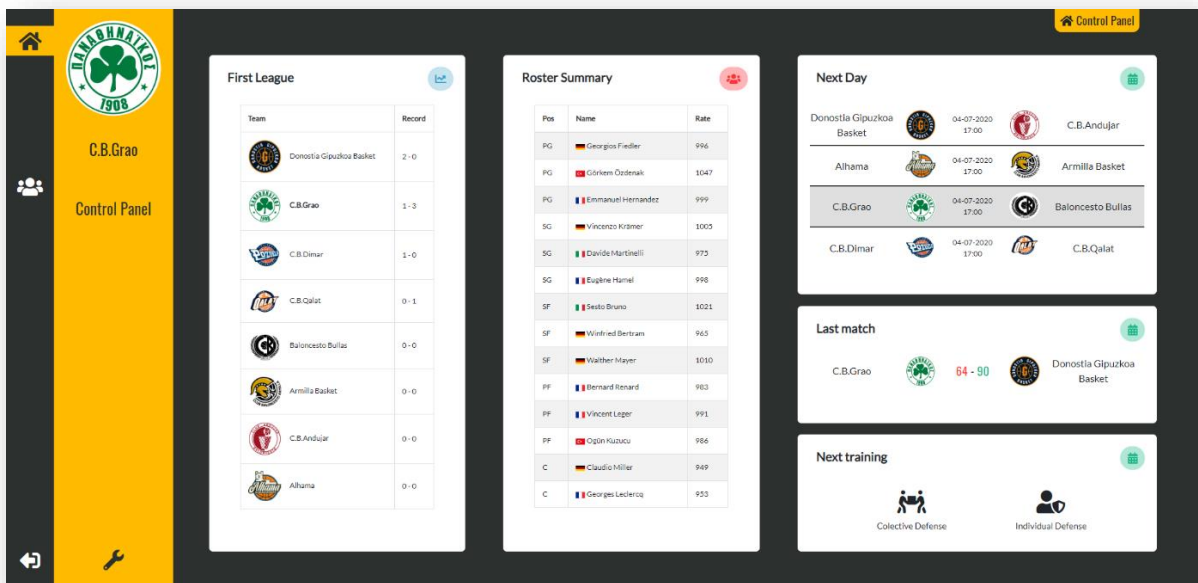 Control Panel
ΠΑΝΑΘΗΝΑΪΚΟΣ
1908
C.B.Grao
Control Panel
First League
Team Record
Donostia Gipuzkoa Basket 2 - 0
C.B.Grao 1 - 3
C.B.Dimar 1 - 0
C.B.Qalat 0 - 1
Baloncesto Bullas 0 - 0
Armilla Basket 0 - 0
C.B.Andujar 0 - 0
Alhama 0 - 0
Roster Summary
Pos Name Rate
PG Georgios Fiedler 996
PG Görkem Özdenak 1047
PG Emmanuel Hernandez 999
SG Vincenzo Krämer 1005
SG Davide Martinelli 975
SG Eugène Hamel 998
SF Sesto Bruno 1021
SF Winfried Bertram 965
SF Walther Mayer 1010
PF Bernard Renard 983
PF Vincent Leger 991
PF Ogün Kuzucu 986
C Claudio Miller 949
C Georges Leclercq 953
Next Day
Donostia Gipuzkoa
Basket
04-07-2020
17:00
C.B.Andujar
Alhama
04-07-2020
17:00
Armilla Basket
C.B.Grao
04-07-2020
17:00
Baloncesto Bullas
C.B.Dimar
04-07-2020
17:00
C.B.Qalat
Last match
C.B.Grao
64 - 90
Donostia Gipuzkoa
Basket
Next training
Colective Defense
Individual Defense